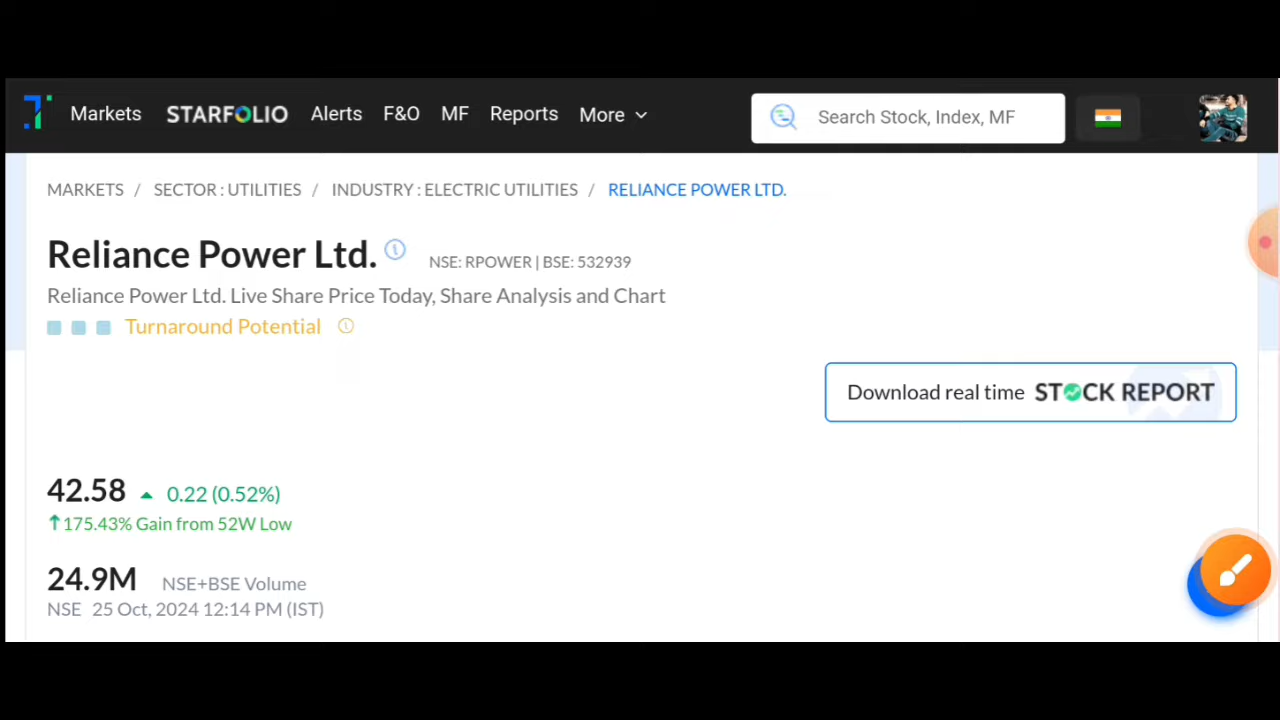 Markets STARFOLIO Alerts F&O MF Reports More Search Stock, Index, MF
MARKETS / SECTOR : UTILITIES / INDUSTRY : ELECTRIC UTILITIES / RELIANCE POWER LTD.
Reliance Power Ltd. NSE: RPOWER | BSE: 532939
Reliance Power Ltd. Live Share Price Today, Share Analysis and Chart
Turnaround Potential
Download real time STOCK REPORT
42.58 0.22 (0.52%)
175.43% Gain from 52W Low
24.9M NSE+BSE Volume
NSE 25 Oct, 2024 12:14 PM (IST)